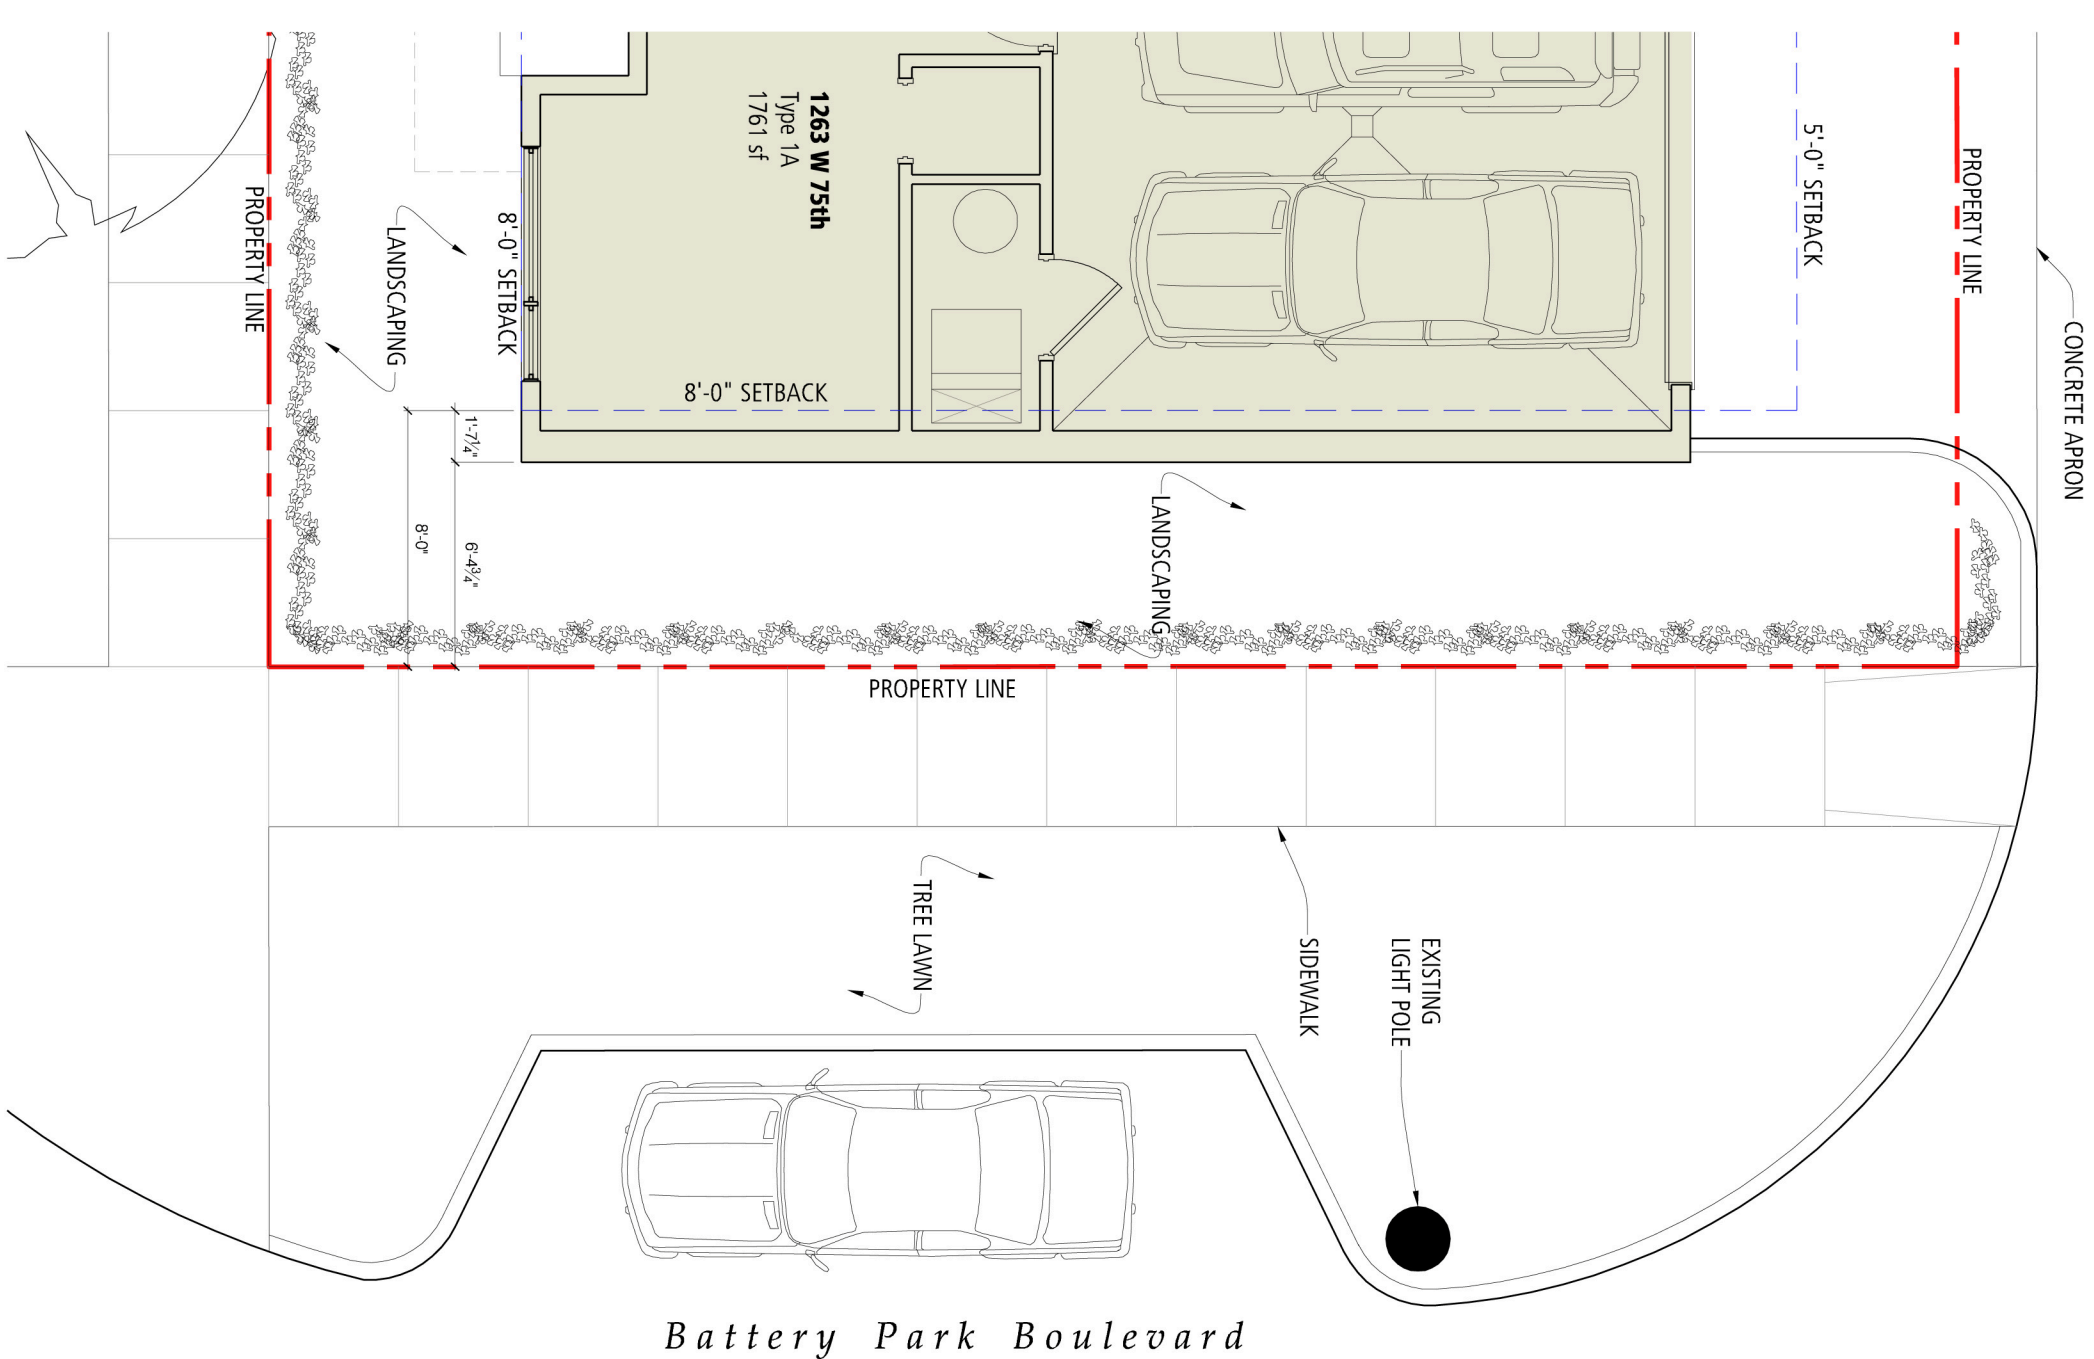 1263 W 75th
Type 1A
1761 sf
5'-0" SETBACK
PROPERTY LINE
PROPERTY LINE
LANDSCAPING
8'-0" SETBACK
CONCRETE APRON
8'-0" SETBACK
1'-7¼"
8'-0"
6'-4¾"
LANDSCAPING
PROPERTY LINE
TREE LAWN
SIDEWALK
EXISTING
LIGHT POLE
Battery Park Boulevard